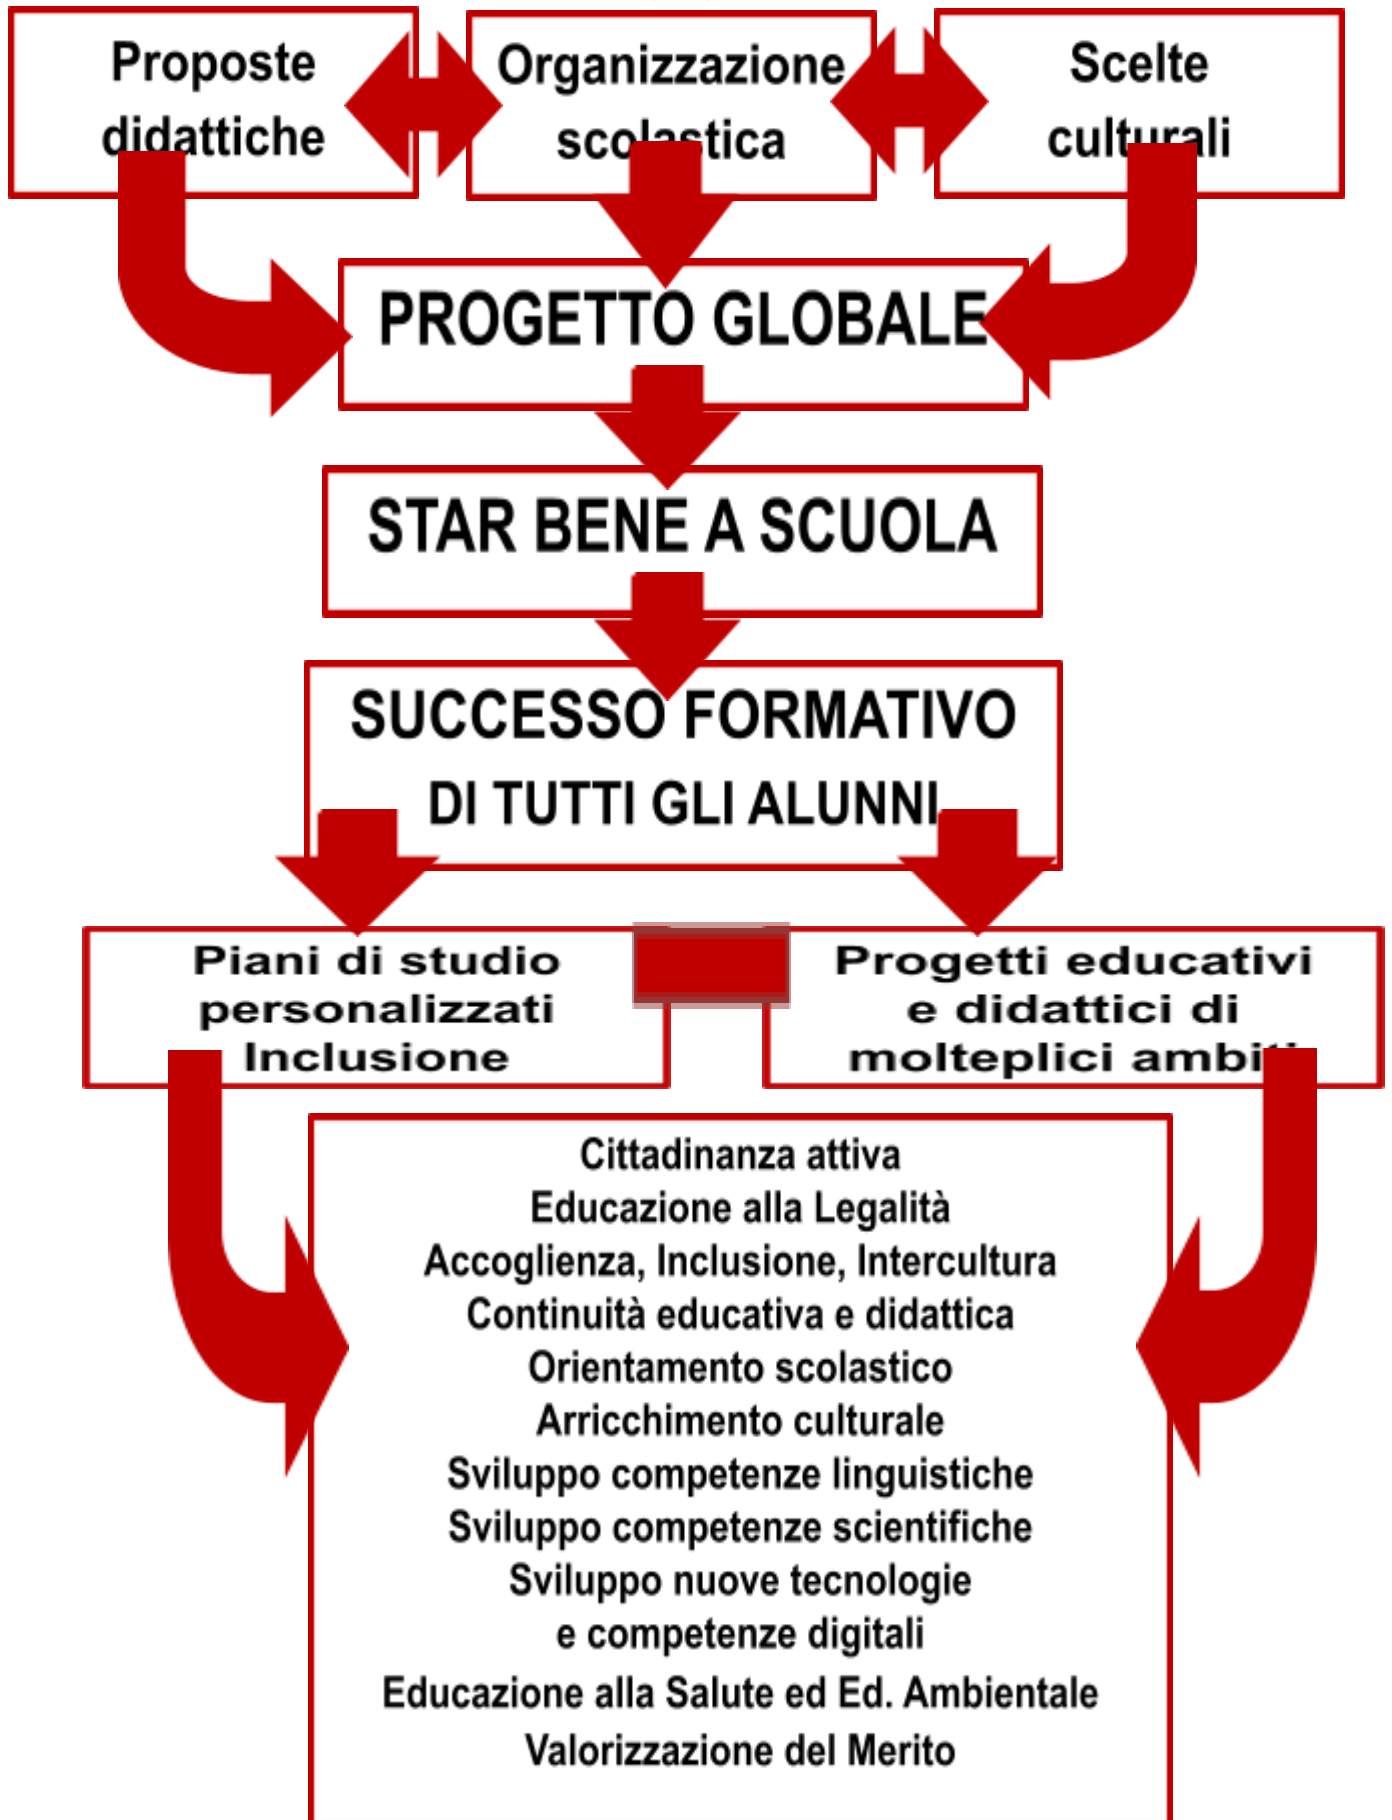 Proposte
didattiche
Organizzazione
scolastica
Scelte
culturali
PROGETTO GLOBALE
STAR BENE A SCUOLA
SUCCESSO FORMATIVO
DI TUTTI GLI ALUNNI
Piani di studio
personalizzati
Inclusione
Progetti educativi
e didattici di
molteplici ambiti
Cittadinanza attiva
Educazione alla Legalità
Accoglienza, Inclusione, Intercultura
Continuità educativa e didattica
Orientamento scolastico
Arricchimento culturale
Sviluppo competenze linguistiche
Sviluppo competenze scientifiche
Sviluppo nuove tecnologie
e competenze digitali
Educazione alla Salute ed Ed. Ambientale
Valorizzazione del Merito